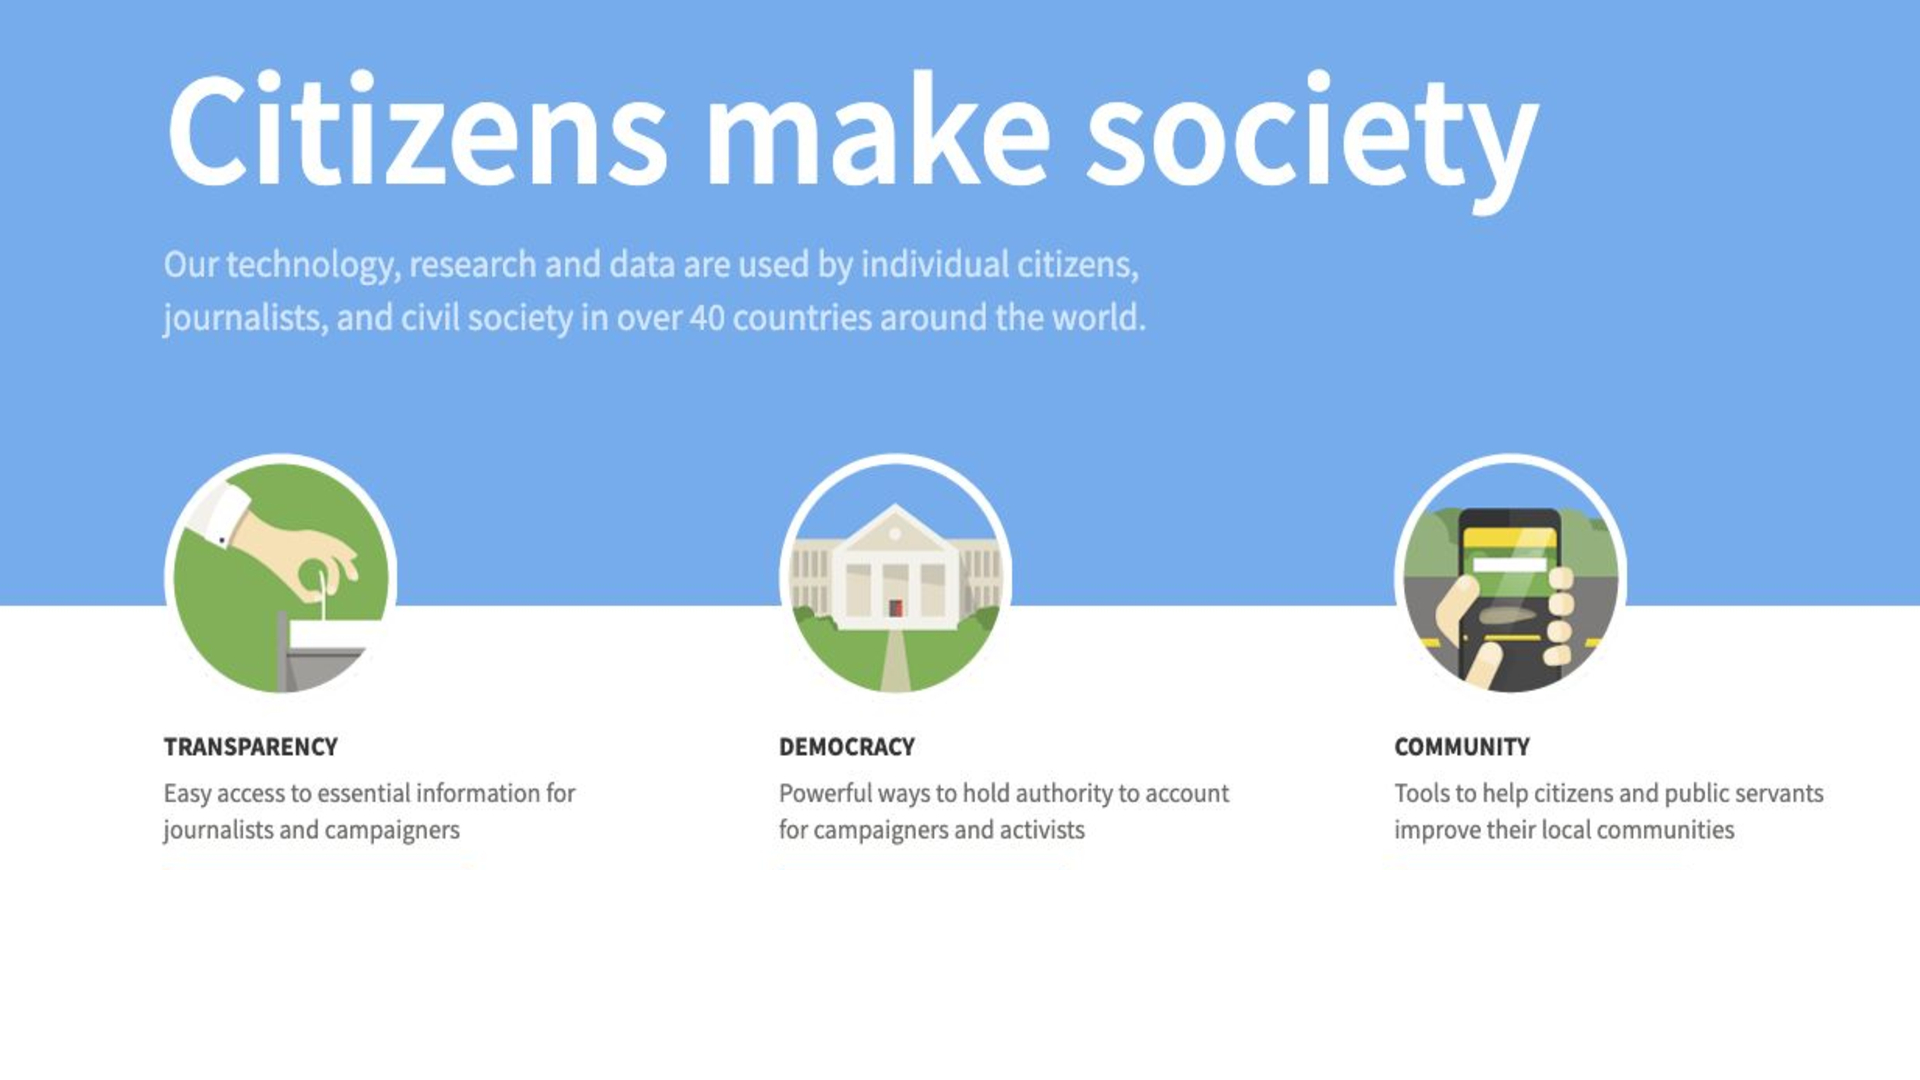 Citizens make society
Our technology, research and data are used by individual citizens,
journalists, and civil society in over 40 countries around the world.
TRANSPARENCY
Easy access to essential information for
journalists and campaigners
DEMOCRACY
Powerful ways to hold authority to account
for campaigners and activists
COMMUNITY
Tools to help citizens and public servants
improve their local communities